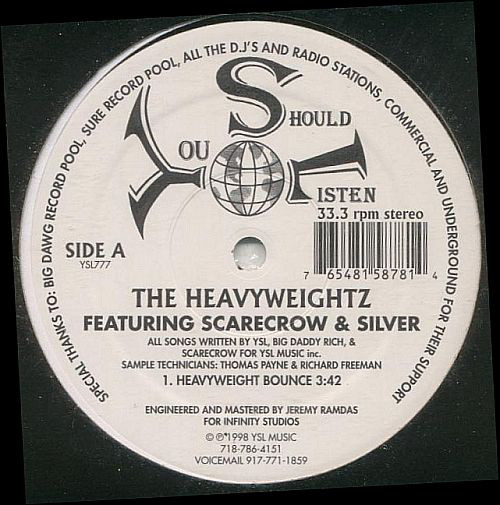 SPECIAL THANKS TO: BIG DAWG RECORD POOL, SURE RECORD POOL, ALL THE D.J'S AND RADIO STATIONS, COMMERCIAL AND UNDERGROUND FOR THEIR SUPPORT
YOU SHOULD LISTEN
33.3 rpm stereo
SIDE A
YSL777
7 65481 58781 4
THE HEAVYWEIGHTZ
FEATURING SCARECROW & SILVER
ALL SONGS WRITTEN BY YSL, BIG DADDY RICH, &
SCARECROW FOR YSL MUSIC inc.
SAMPLE TECHNICIANS: THOMAS PAYNE & RICHARD FREEMAN
1. HEAVYWEIGHT BOUNCE 3:42
ENGINEERED AND MASTERED BY JEREMY RAMDAS
FOR INFINITY STUDIOS
© ℗ 1998 YSL MUSIC
718-786-4151
VOICEMAIL 917-771-1859